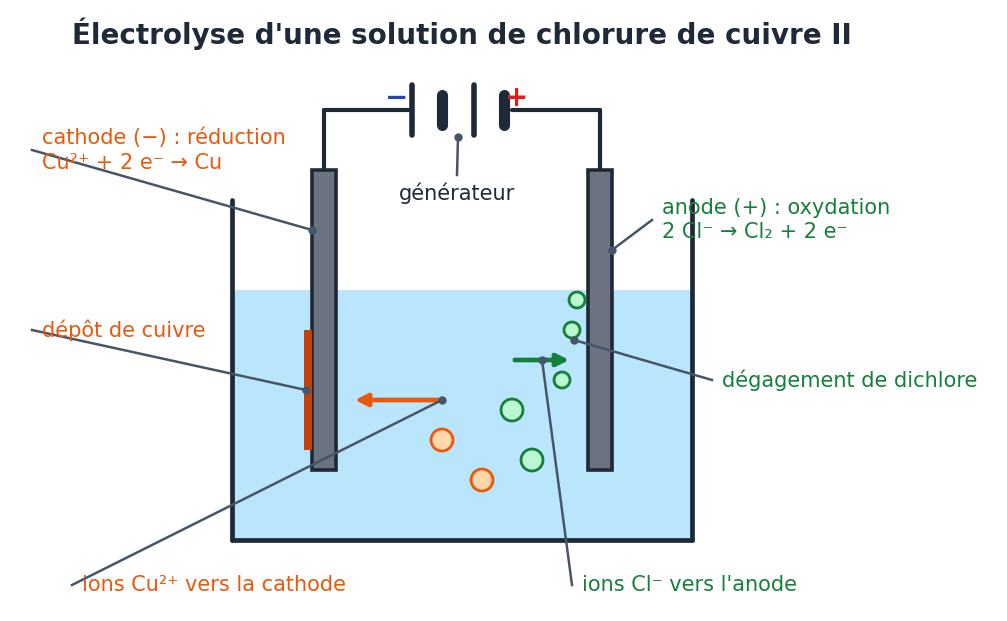 Électrolyse d'une solution de chlorure de cuivre II
− +
cathode (−) : réduction
Cu²⁺ + 2 e⁻ → Cu
générateur
anode (+) : oxydation
2 Cl⁻ → Cl₂ + 2 e⁻
dépôt de cuivre
dégagement de dichlore
ions Cu²⁺ vers la cathode
ions Cl⁻ vers l'anode